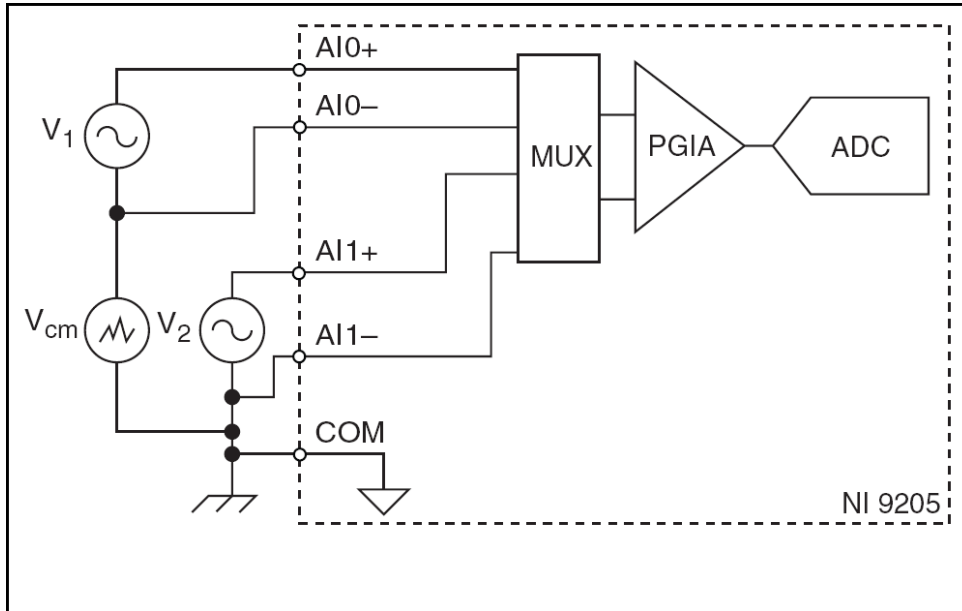 AI0+
AI0–
V1
MUX
PGIA
ADC
AI1+
Vcm
V2
AI1–
COM
NI 9205